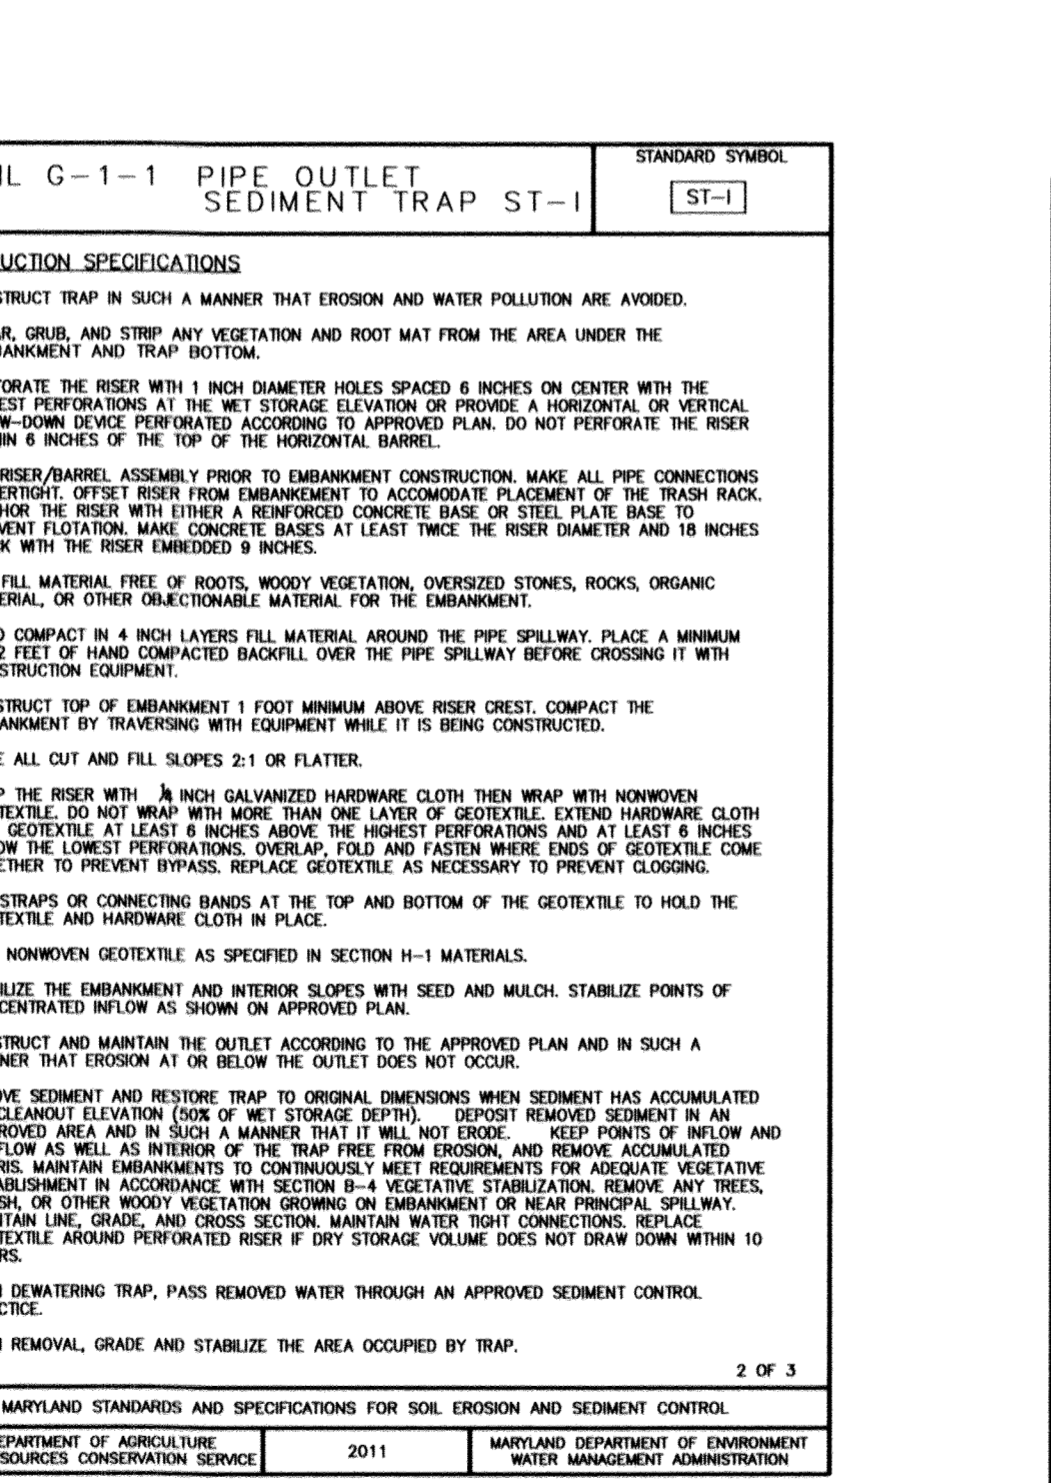 IL G-1-1 PIPE OUTLET
SEDIMENT TRAP ST-I
STANDARD SYMBOL
ST-I
UCTION SPECIFICATIONS
STRUCT TRAP IN SUCH A MANNER THAT EROSION AND WATER POLLUTION ARE AVOIDED.
R, GRUB, AND STRIP ANY VEGETATION AND ROOT MAT FROM THE AREA UNDER THE
ANKMENT AND TRAP BOTTOM.
ORATE THE RISER WITH 1 INCH DIAMETER HOLES SPACED 6 INCHES ON CENTER WITH THE
EST PERFORATIONS AT THE WET STORAGE ELEVATION OR PROVIDE A HORIZONTAL OR VERTICAL
W-DOWN DEVICE PERFORATED ACCORDING TO APPROVED PLAN. DO NOT PERFORATE THE RISER
IN 6 INCHES OF THE TOP OF THE HORIZONTAL BARREL.
RISER/BARREL ASSEMBLY PRIOR TO EMBANKMENT CONSTRUCTION. MAKE ALL PIPE CONNECTIONS
ERTIGHT. OFFSET RISER FROM EMBANKEMENT TO ACCOMODATE PLACEMENT OF THE TRASH RACK.
HOR THE RISER WITH EITHER A REINFORCED CONCRETE BASE OR STEEL PLATE BASE TO
VENT FLOTATION. MAKE CONCRETE BASES AT LEAST TWICE THE RISER DIAMETER AND 18 INCHES
K WITH THE RISER EMBEDDED 9 INCHES.
FILL MATERIAL FREE OF ROOTS, WOODY VEGETATION, OVERSIZED STONES, ROCKS, ORGANIC
ERIAL, OR OTHER OBJECTIONABLE MATERIAL FOR THE EMBANKMENT.
D COMPACT IN 4 INCH LAYERS FILL MATERIAL AROUND THE PIPE SPILLWAY. PLACE A MINIMUM
2 FEET OF HAND COMPACTED BACKFILL OVER THE PIPE SPILLWAY BEFORE CROSSING IT WITH
STRUCTION EQUIPMENT.
STRUCT TOP OF EMBANKMENT 1 FOOT MINIMUM ABOVE RISER CREST. COMPACT THE
ANKMENT BY TRAVERSING WITH EQUIPMENT WHILE IT IS BEING CONSTRUCTED.
E ALL CUT AND FILL SLOPES 2:1 OR FLATTER.
P THE RISER WITH ¼ INCH GALVANIZED HARDWARE CLOTH THEN WRAP WITH NONWOVEN
TEXTILE. DO NOT WRAP WITH MORE THAN ONE LAYER OF GEOTEXTILE. EXTEND HARDWARE CLOTH
GEOTEXTILE AT LEAST 6 INCHES ABOVE THE HIGHEST PERFORATIONS AND AT LEAST 6 INCHES
OW THE LOWEST PERFORATIONS. OVERLAP, FOLD AND FASTEN WHERE ENDS OF GEOTEXTILE COME
ETHER TO PREVENT BYPASS. REPLACE GEOTEXTILE AS NECESSARY TO PREVENT CLOGGING.
STRAPS OR CONNECTING BANDS AT THE TOP AND BOTTOM OF THE GEOTEXTILE TO HOLD THE
TEXTILE AND HARDWARE CLOTH IN PLACE.
NONWOVEN GEOTEXTILE AS SPECIFIED IN SECTION H-1 MATERIALS.
ILIZE THE EMBANKMENT AND INTERIOR SLOPES WITH SEED AND MULCH. STABILIZE POINTS OF
CENTRATED INFLOW AS SHOWN ON APPROVED PLAN.
STRUCT AND MAINTAIN THE OUTLET ACCORDING TO THE APPROVED PLAN AND IN SUCH A
NER THAT EROSION AT OR BELOW THE OUTLET DOES NOT OCCUR.
OVE SEDIMENT AND RESTORE TRAP TO ORIGINAL DIMENSIONS WHEN SEDIMENT HAS ACCUMULATED
CLEANOUT ELEVATION (50% OF WET STORAGE DEPTH). DEPOSIT REMOVED SEDIMENT IN AN
ROVED AREA AND IN SUCH A MANNER THAT IT WILL NOT ERODE. KEEP POINTS OF INFLOW AND
FLOW AS WELL AS INTERIOR OF THE TRAP FREE FROM EROSION, AND REMOVE ACCUMULATED
RIS. MAINTAIN EMBANKMENTS TO CONTINUOUSLY MEET REQUIREMENTS FOR ADEQUATE VEGETATIVE
ABLISHMENT IN ACCORDANCE WITH SECTION B-4 VEGETATIVE STABILIZATION. REMOVE ANY TREES,
SH, OR OTHER WOODY VEGETATION GROWING ON EMBANKMENT OR NEAR PRINCIPAL SPILLWAY.
TAIN LINE, GRADE, AND CROSS SECTION. MAINTAIN WATER TIGHT CONNECTIONS. REPLACE
TEXTILE AROUND PERFORATED RISER IF DRY STORAGE VOLUME DOES NOT DRAW DOWN WITHIN 10
RS.
DEWATERING TRAP, PASS REMOVED WATER THROUGH AN APPROVED SEDIMENT CONTROL
CTICE.
REMOVAL, GRADE AND STABILIZE THE AREA OCCUPIED BY TRAP.
2 OF 3
MARYLAND STANDARDS AND SPECIFICATIONS FOR SOIL EROSION AND SEDIMENT CONTROL
EPARTMENT OF AGRICULTURE
SOURCES CONSERVATION SERVICE
2011
MARYLAND DEPARTMENT OF ENVIRONMENT
WATER MANAGEMENT ADMINISTRATION